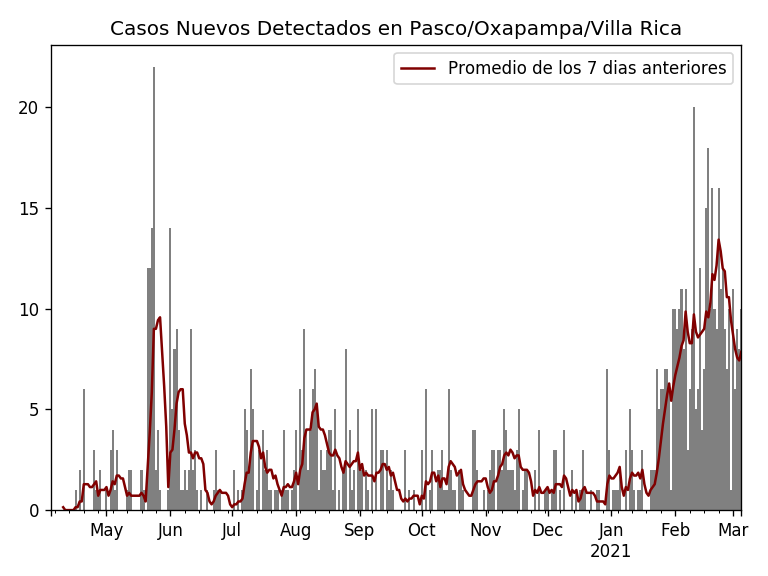 Casos Nuevos Detectados en Pasco/Oxapampa/Villa Rica
Promedio de los 7 dias anteriores
20
15
10
5
0
May Jun Jul Aug Sep Oct Nov Dec Jan Feb Mar
2021